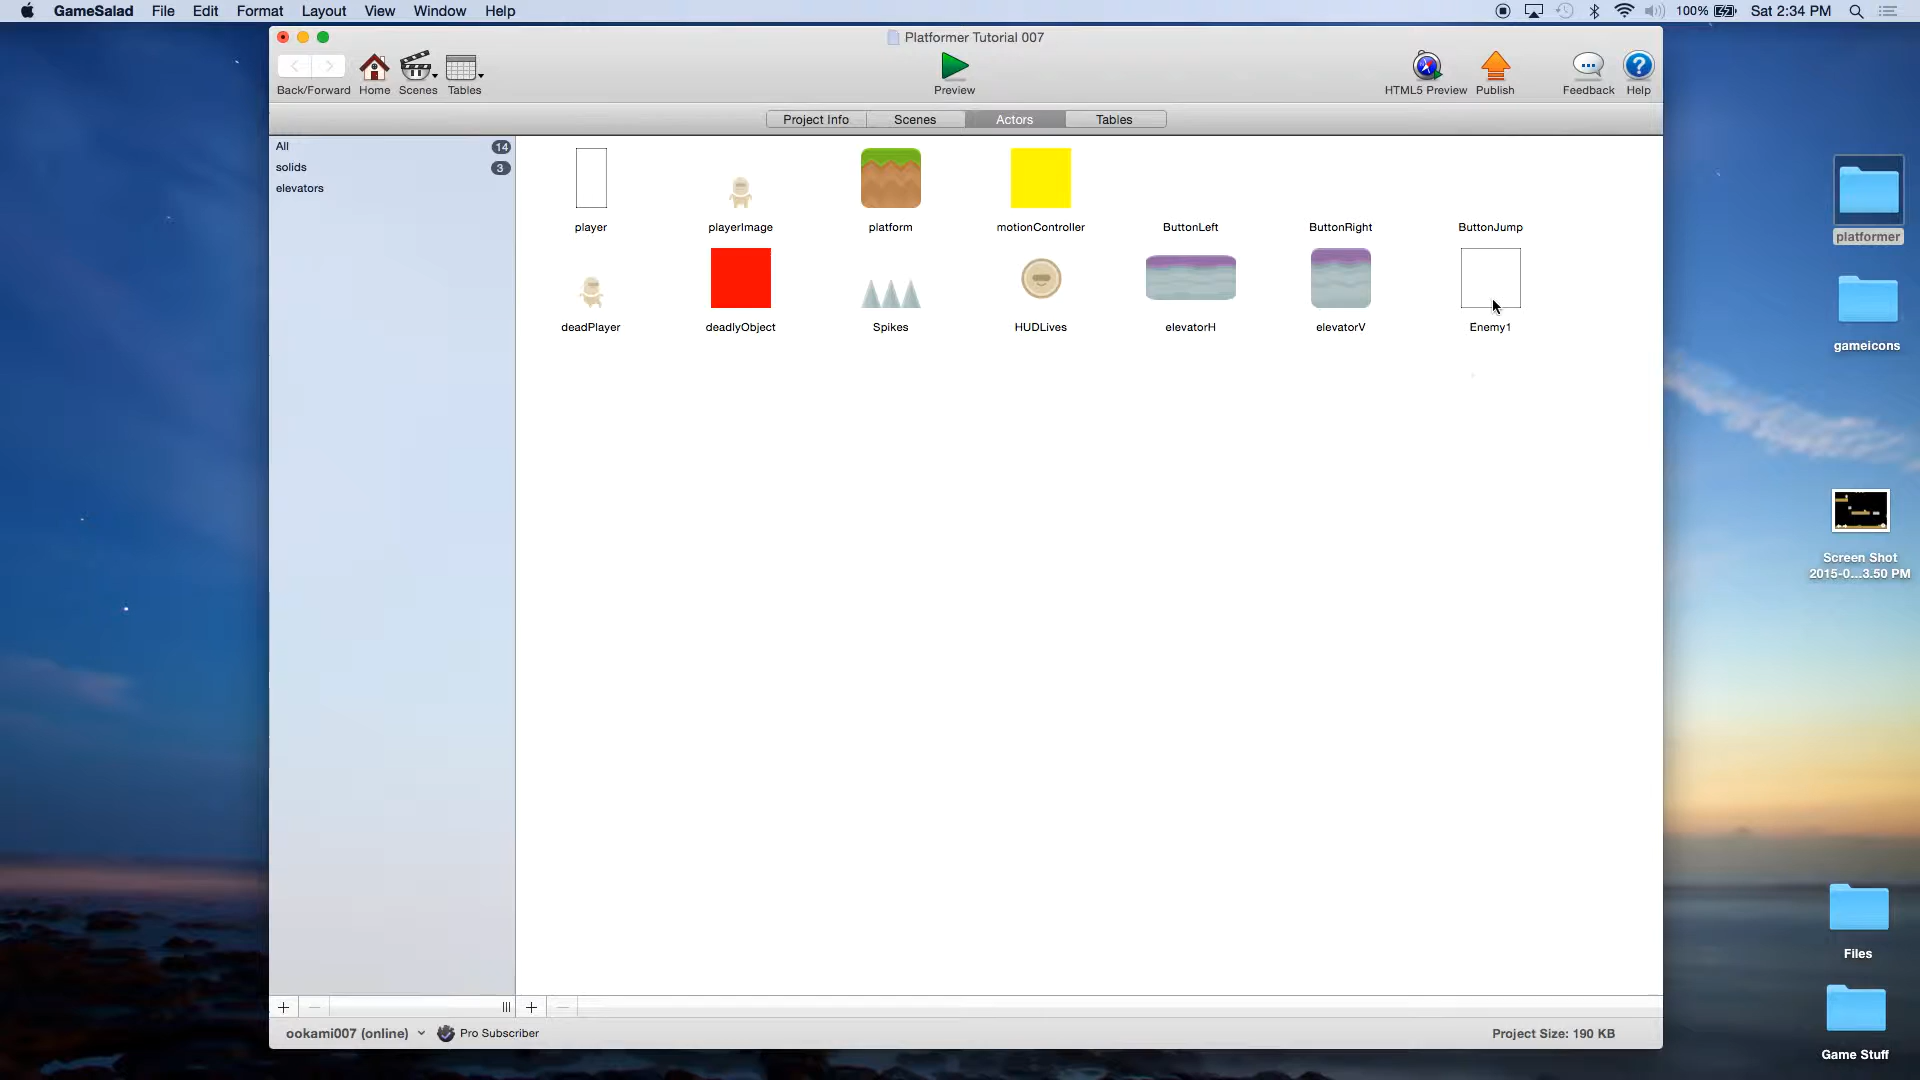 GameSalad File Edit Format Layout View Window Help 100% Sat 2:34 PM
Platformer Tutorial 007
Back/Forward Home Scenes Tables Preview HTML5 Preview Publish Feedback Help
Project Info Scenes Actors Tables
All 14
solids 3
elevators
player playerImage platform motionController ButtonLeft ButtonRight ButtonJump
deadPlayer deadlyObject Spikes HUDLives elevatorH elevatorV Enemy1
platformer
gameicons
Screen Shot
2015-0...3.50 PM
Files
Game Stuff
ookami007 (online) Pro Subscriber Project Size: 190 KB